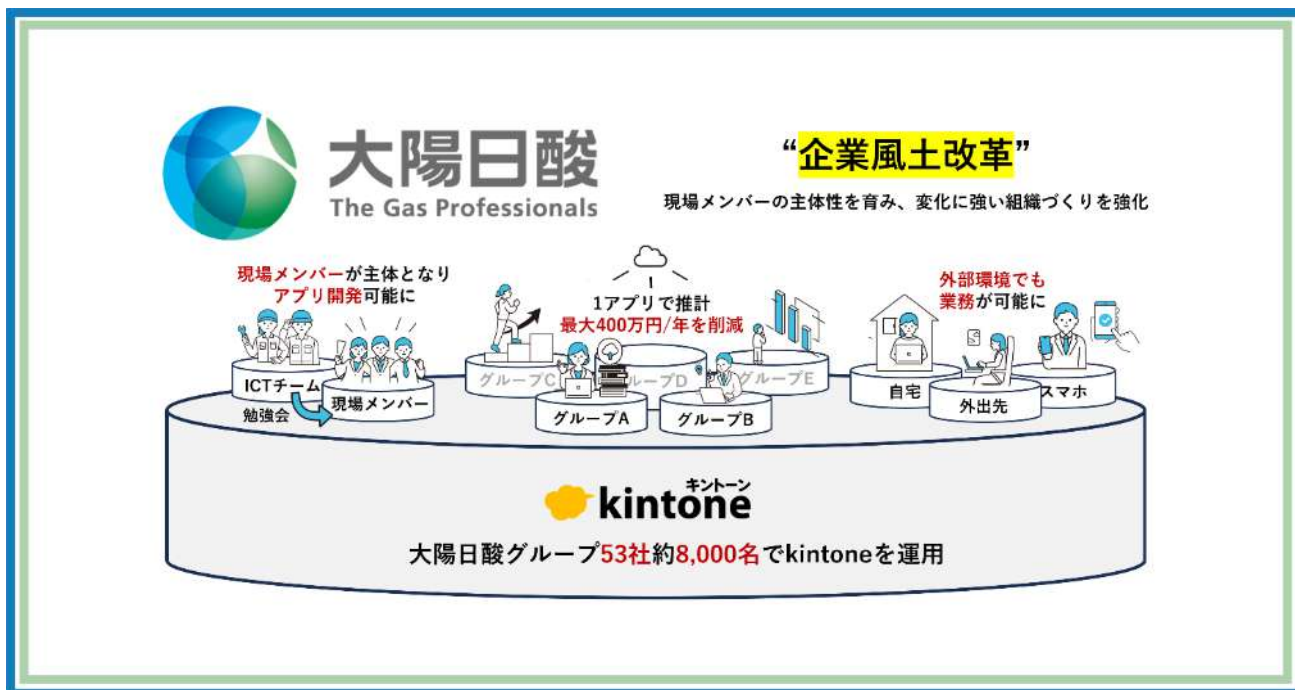 大陽日酸
The Gas Professionals
“企業風土改革”
現場メンバーの主体性を育み、変化に強い組織づくりを強化
現場メンバーが主体となり
アプリ開発可能に
1アプリで推計
最大400万円/年を削減
外部環境でも
業務が可能に
ICTチーム
勉強会
現場メンバー
グループC
グループD
グループE
グループA
グループB
自宅
外出先
スマホ
キントーン
kintone
大陽日酸グループ53社約8,000名でkintoneを運用